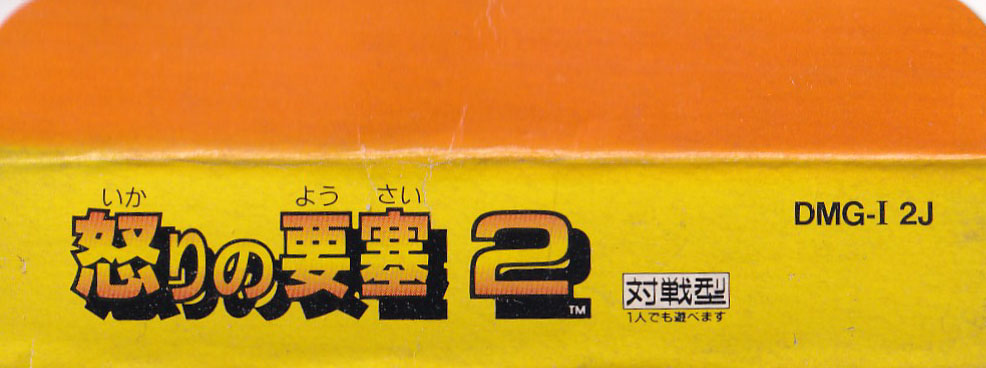 いか よう さい
怒りの要塞 2 TM
DMG-I 2J
対戦型
1人でも遊べます